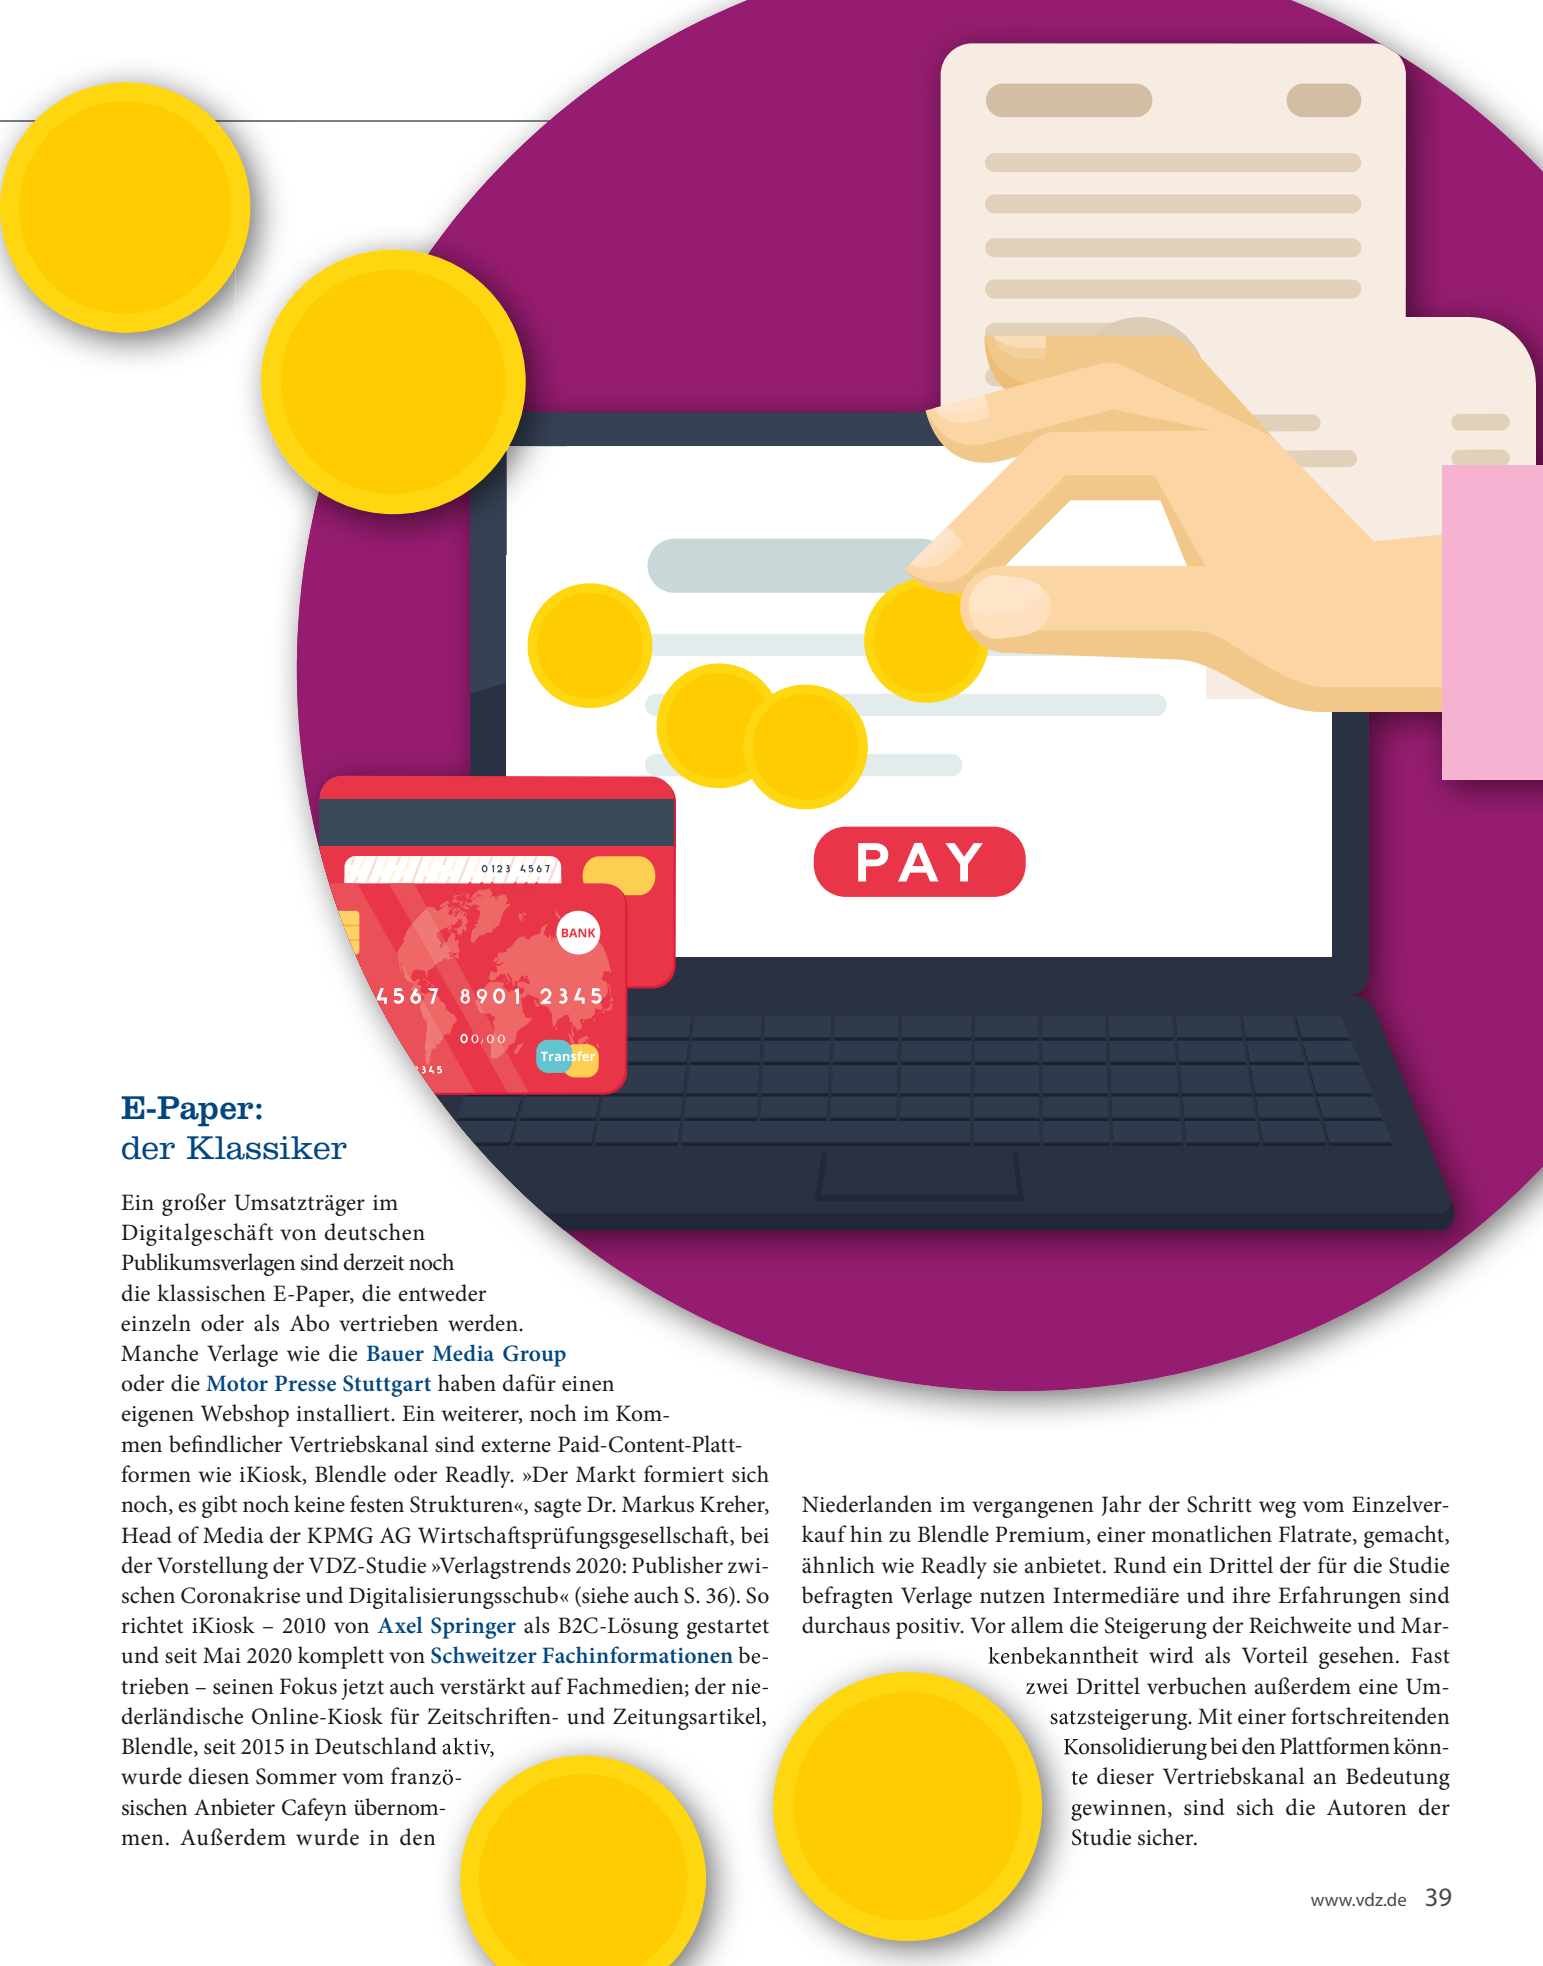 PAY
0123 4567
BANK
4567 8901 2345
00/00
Transfer
2345
E-Paper:
der Klassiker
Ein großer Umsatzträger im
Digitalgeschäft von deutschen
Publikumsverlagen sind derzeit noch
die klassischen E-Paper, die entweder
einzeln oder als Abo vertrieben werden.
Manche Verlage wie die Bauer Media Group
oder die Motor Presse Stuttgart haben dafür einen
eigenen Webshop installiert. Ein weiterer, noch im Kom-
men befindlicher Vertriebskanal sind externe Paid-Content-Platt-
formen wie iKiosk, Blendle oder Readly. »Der Markt formiert sich
noch, es gibt noch keine festen Strukturen«, sagte Dr. Markus Kreher,
Head of Media der KPMG AG Wirtschaftsprüfungsgesellschaft, bei
der Vorstellung der VDZ-Studie »Verlagstrends 2020: Publisher zwi-
schen Coronakrise und Digitalisierungsschub« (siehe auch S. 36). So
richtet iKiosk – 2010 von Axel Springer als B2C-Lösung gestartet
und seit Mai 2020 komplett von Schweitzer Fachinformationen be-
trieben – seinen Fokus jetzt auch verstärkt auf Fachmedien; der nie-
derländische Online-Kiosk für Zeitschriften- und Zeitungsartikel,
Blendle, seit 2015 in Deutschland aktiv,
wurde diesen Sommer vom franzö-
sischen Anbieter Cafeyn übernom-
men. Außerdem wurde in den
Niederlanden im vergangenen Jahr der Schritt weg vom Einzelver-
kauf hin zu Blendle Premium, einer monatlichen Flatrate, gemacht,
ähnlich wie Readly sie anbietet. Rund ein Drittel der für die Studie
befragten Verlage nutzen Intermediäre und ihre Erfahrungen sind
durchaus positiv. Vor allem die Steigerung der Reichweite und Mar-
kenbekanntheit wird als Vorteil gesehen. Fast
zwei Drittel verbuchen außerdem eine Um-
satzsteigerung. Mit einer fortschreitenden
Konsolidierung bei den Plattformen könn-
te dieser Vertriebskanal an Bedeutung
gewinnen, sind sich die Autoren der
Studie sicher.
www.vdz.de 39